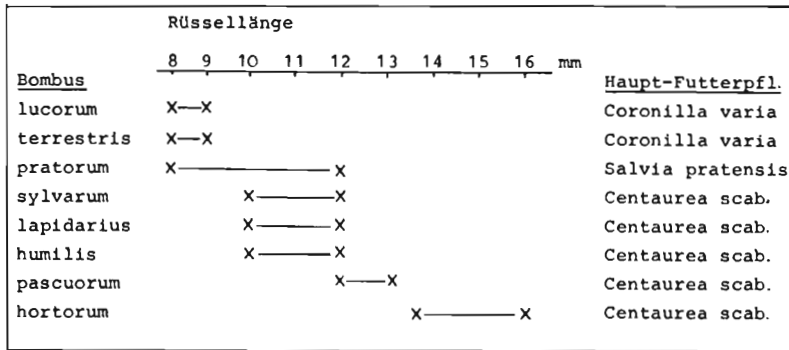 Rüssellänge
8 9 10 11 12 13 14 15 16 mm
Bombus Haupt-Futterpfl.
lucorum x x Coronilla varia
terrestris x x Coronilla varia
pratorum x x Salvia pratensis
sylvarum x x Centaurea scab.
lapidarius x x Centaurea scab.
humilis x x Centaurea scab.
pascuorum x x Centaurea scab.
hortorum x x Centaurea scab.